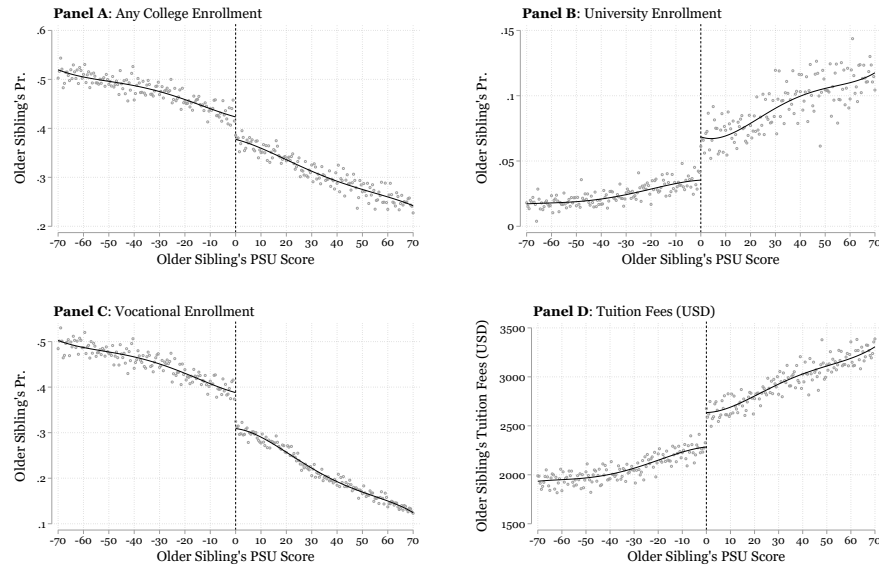 Panel A: Any College Enrollment
Older Sibling's Pr.
.6
.5
.4
.3
.2
-70 -60 -50 -40 -30 -20 -10 0 10 20 30 40 50 60 70
Older Sibling's PSU Score
Panel B: University Enrollment
Older Sibling's Pr.
.15
.1
.05
0
-70 -60 -50 -40 -30 -20 -10 0 10 20 30 40 50 60 70
Older Sibling's PSU Score
Panel C: Vocational Enrollment
Older Sibling's Pr.
.5
.4
.3
.2
.1
-70 -60 -50 -40 -30 -20 -10 0 10 20 30 40 50 60 70
Older Sibling's PSU Score
Panel D: Tuition Fees (USD)
Older Sibling's Tuition Fees (USD)
3500
3000
2500
2000
1500
-70 -60 -50 -40 -30 -20 -10 0 10 20 30 40 50 60 70
Older Sibling's PSU Score